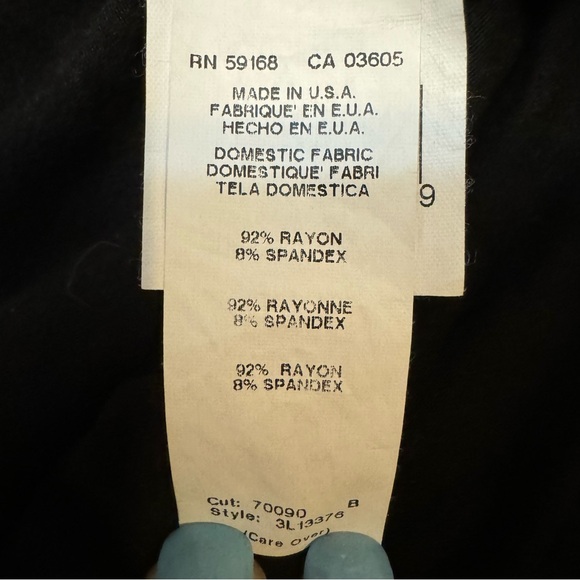 RN 59168 CA 03605
MADE IN U.S.A.
FABRIQUE' EN E.U.A.
HECHO EN E.U.A.
DOMESTIC FABRIC
DOMESTIQUE' FABRI
TELA DOMESTICA
9
92% RAYON
8% SPANDEX
92% RAYONNE
8% SPANDEX
92% RAYON
8% SPANDEX
Cut: 70090 B
Style: 3L13376
(Care Over)